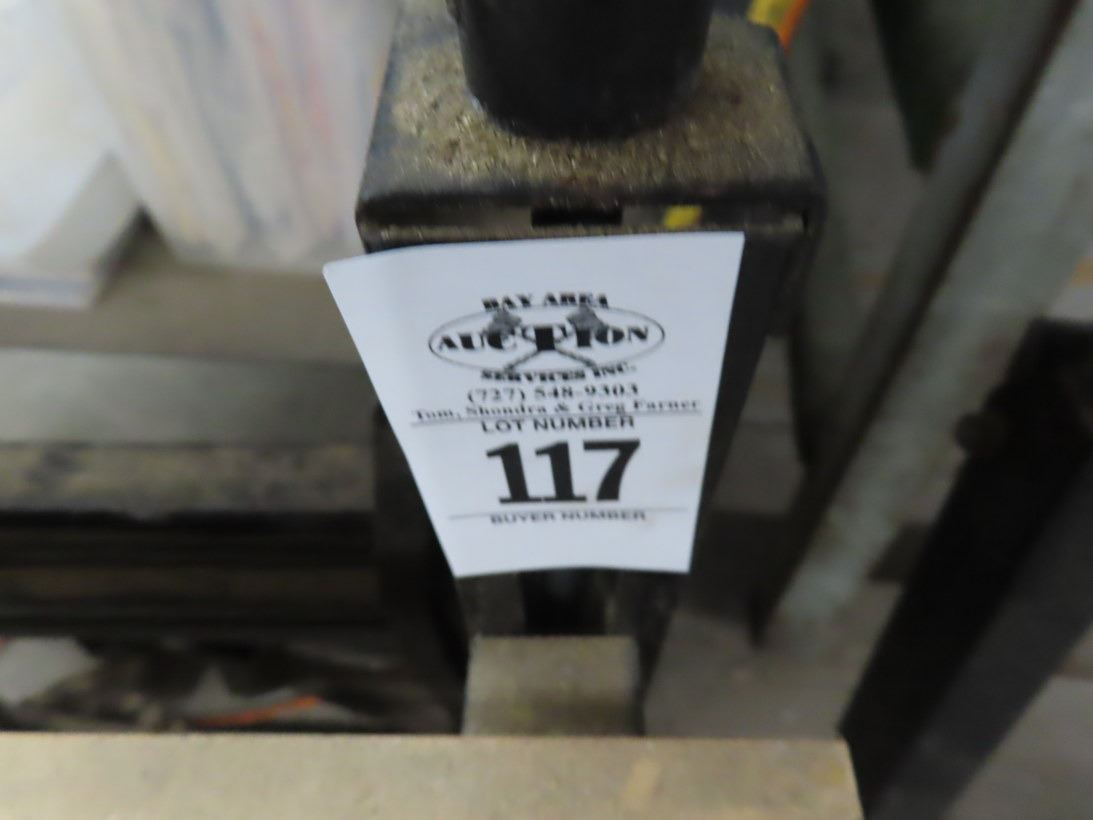 BAY AREA
AUCTION
SERVICES INC.
(727) 548-9303
Tom, Shondra & Greg Farner
LOT NUMBER
117
BUYER NUMBER